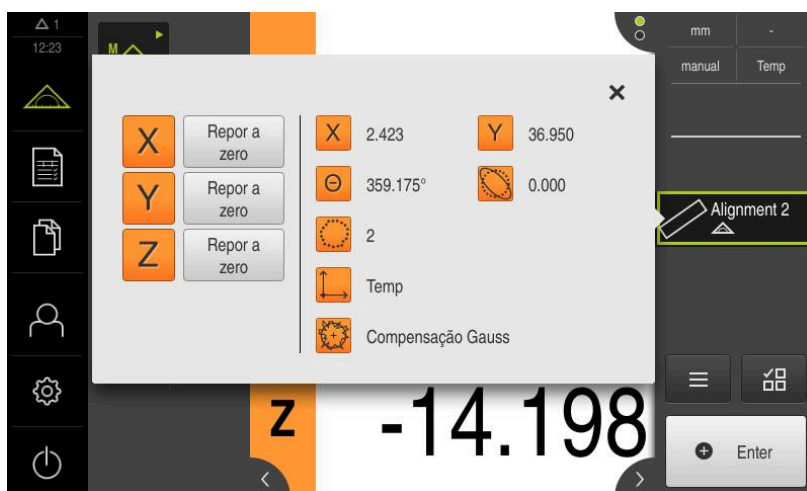 1
12:23
M
mm
-
manual
Temp
X
Repor a
zero
Y
Repor a
zero
Z
Repor a
zero
X
2.423
Y
36.950
Θ
359.175°
0.000
2
Temp
Compensação Gauss
Alignment 2
Z
-14.198
Enter